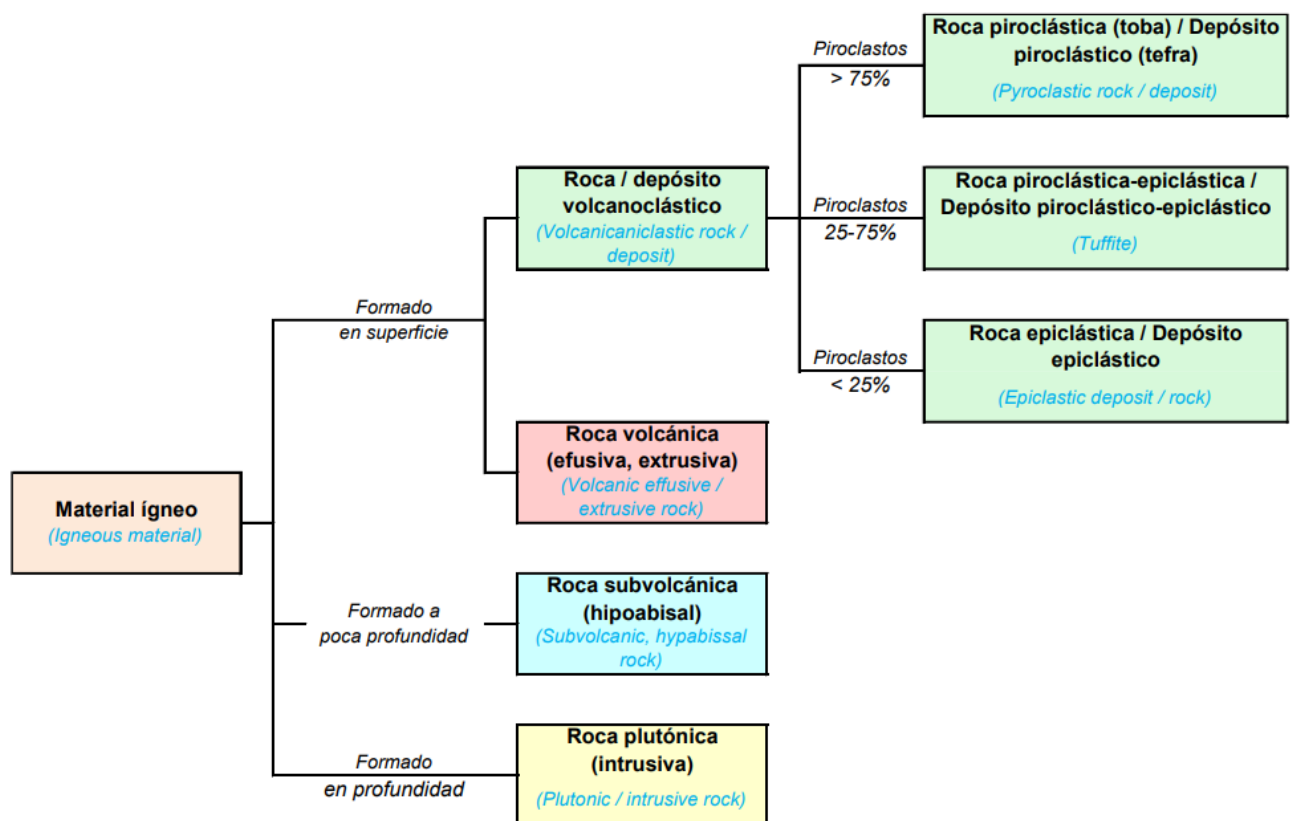 Roca piroclástica (toba) / Depósito
piroclástico (tefra)
(Pyroclastic rock / deposit)
Piroclastos
> 75%
Roca / depósito
volcanoclástico
(Volcanicaniclastic rock /
deposit)
Piroclastos
25-75%
Roca piroclástica-epiclástica /
Depósito piroclástico-epiclástico
(Tuffite)
Formado
en superficie
Piroclastos
< 25%
Roca epiclástica / Depósito
epiclástico
(Epiclastic deposit / rock)
Roca volcánica
(efusiva, extrusiva)
(Volcanic effusive /
extrusive rock)
Material ígneo
(Igneous material)
Formado a
poca profundidad
Roca subvolcánica
(hipoabisal)
(Subvolcanic, hypabissal
rock)
Formado
en profundidad
Roca plutónica
(intrusiva)
(Plutonic / intrusive rock)